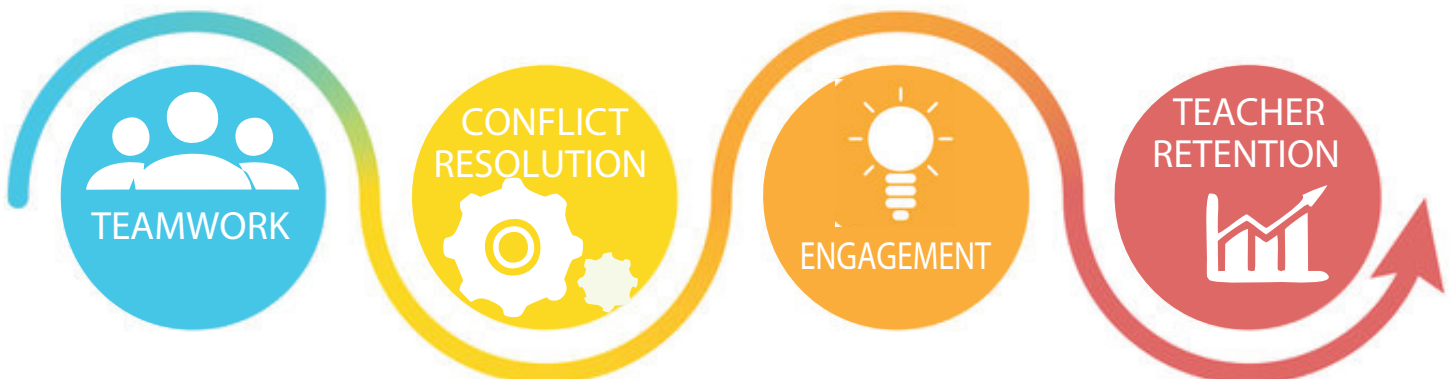 TEAMWORK
CONFLICT
RESOLUTION
ENGAGEMENT
TEACHER
RETENTION